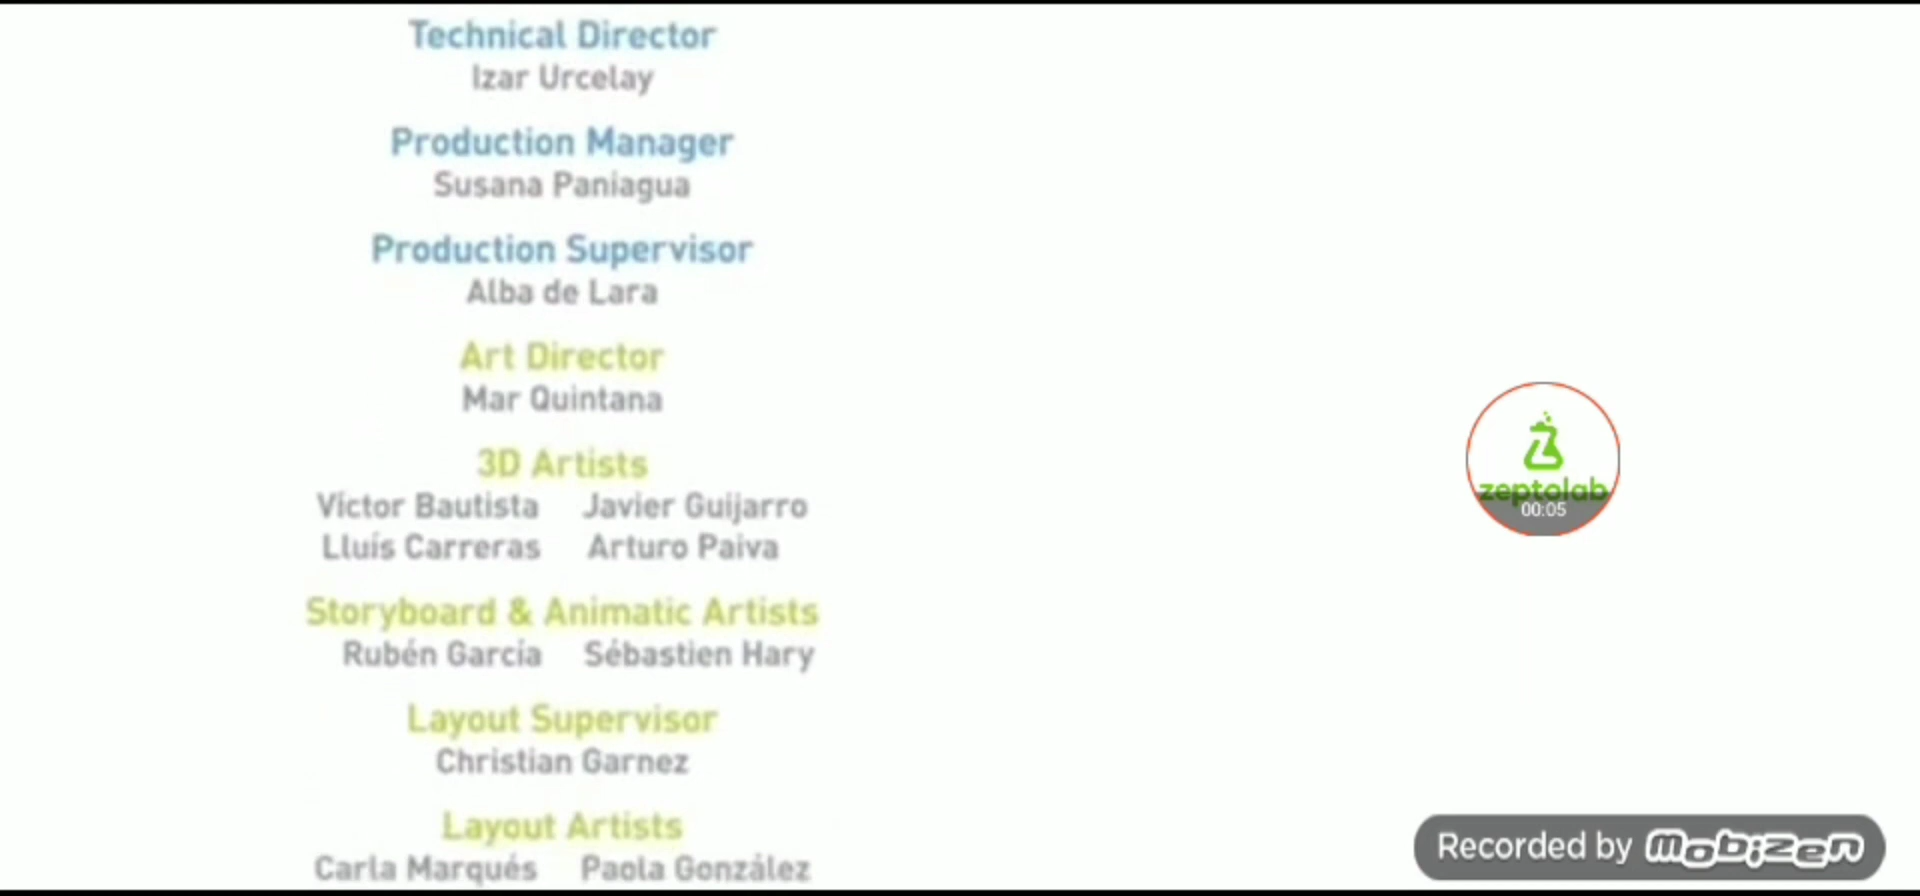 Technical Director
Izar Urcelay
Production Manager
Susana Paniagua
Production Supervisor
Alba de Lara
Art Director
Mar Quintana
3D Artists
Víctor Bautista Javier Guijarro
Lluís Carreras Arturo Paiva
Storyboard & Animatic Artists
Rubén García Sébastien Hary
Layout Supervisor
Christian Garnez
Layout Artists
Carla Marqués Paola González
zeptolab
00:05
Recorded by mobizen